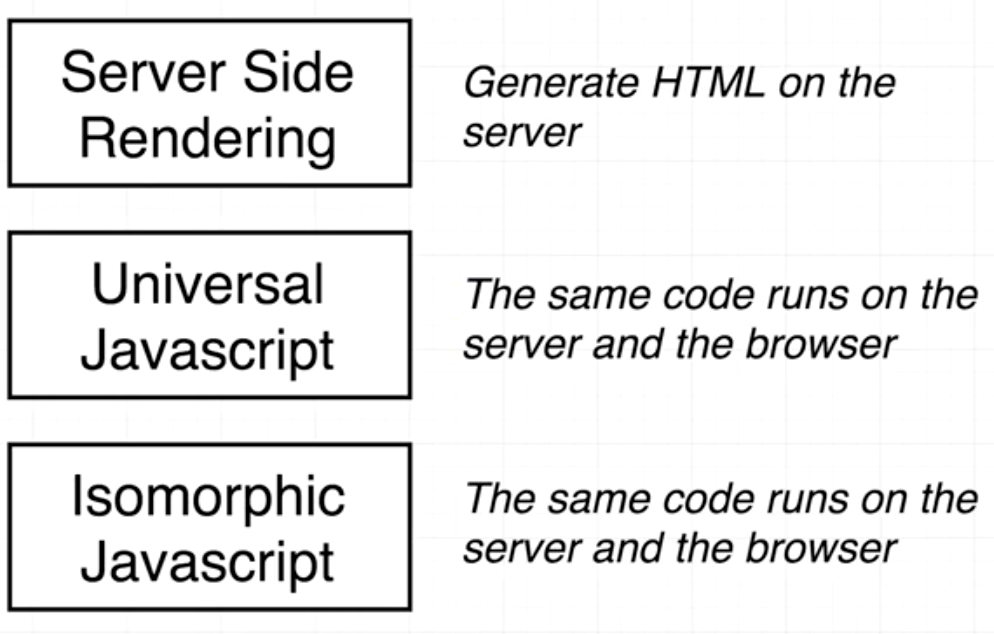 Server Side
Rendering
Generate HTML on the
server
Universal
Javascript
The same code runs on the
server and the browser
Isomorphic
Javascript
The same code runs on the
server and the browser